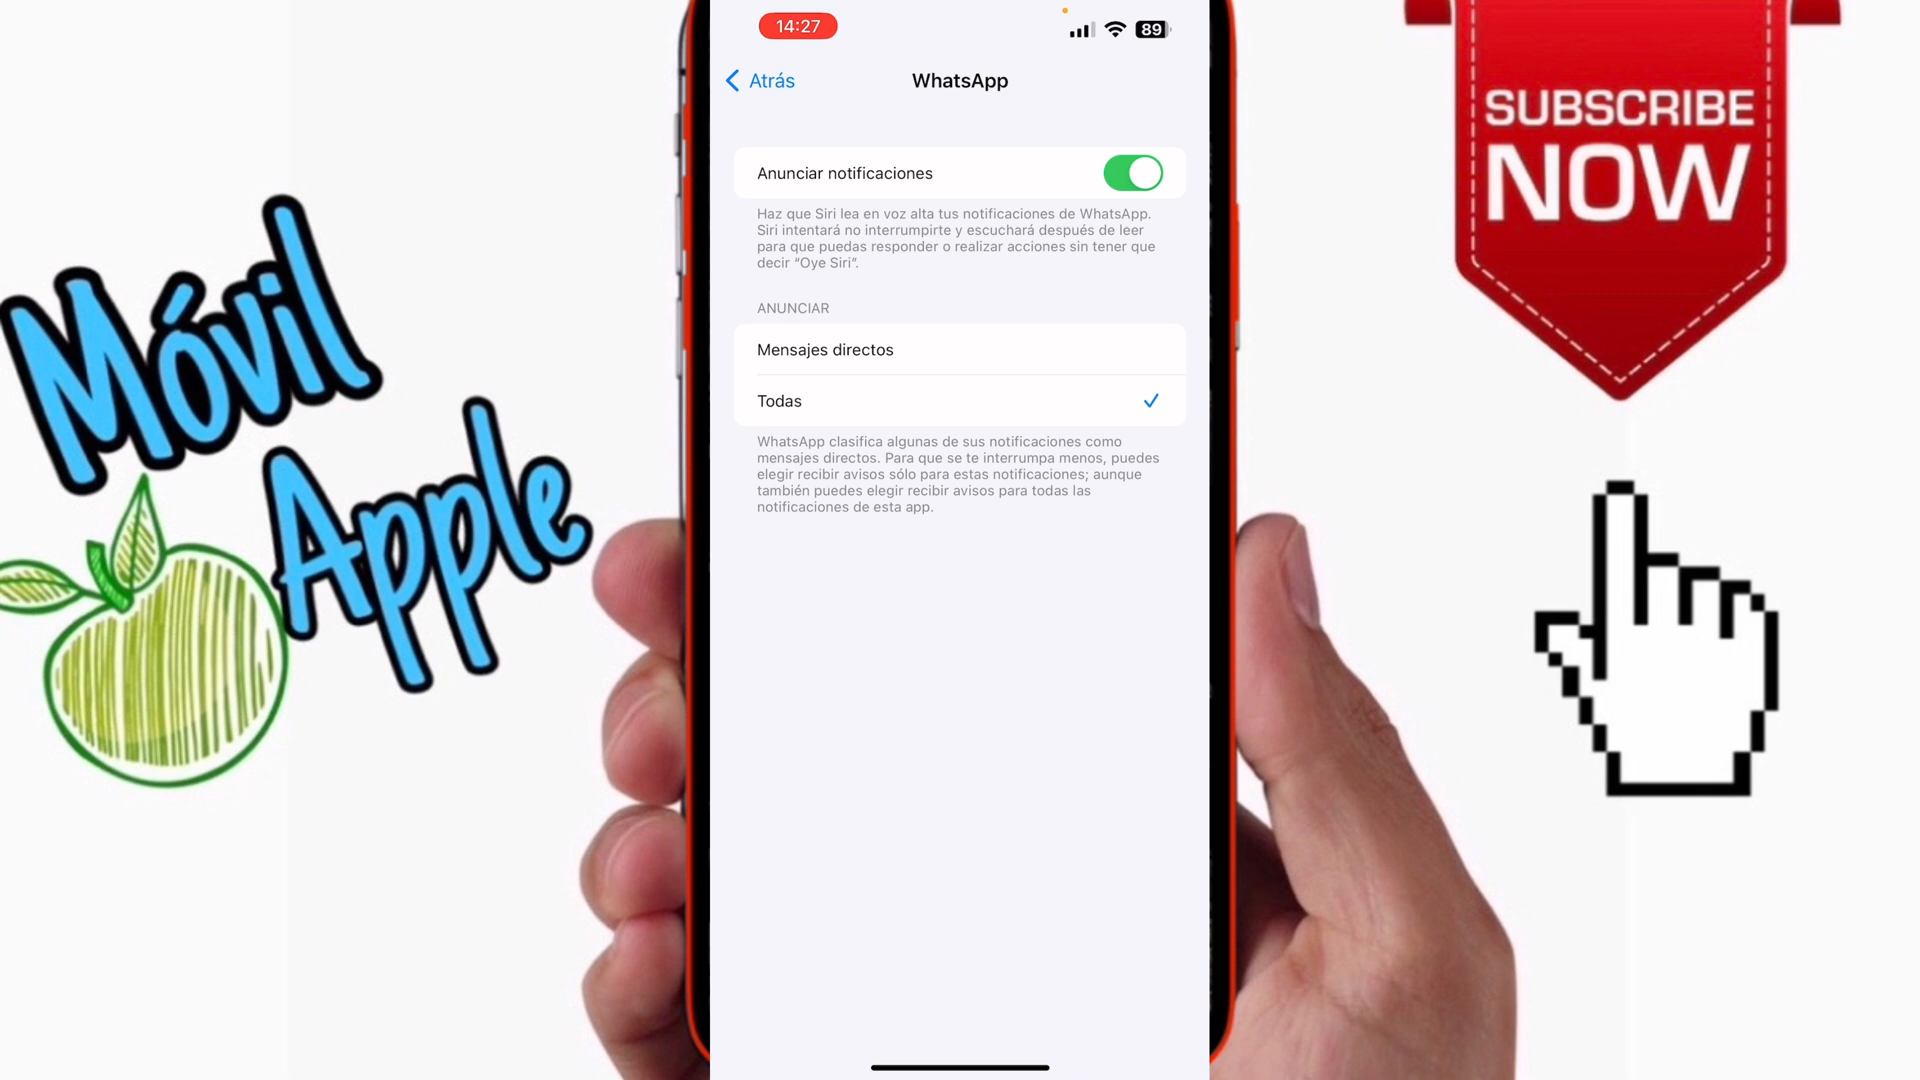 14:27
89
Atrás
WhatsApp
Anunciar notificaciones
Haz que Siri lea en voz alta tus notificaciones de WhatsApp.
Siri intentará no interrumpirte y escuchará después de leer
para que puedas responder o realizar acciones sin tener que
decir “Oye Siri”.
ANUNCIAR
Mensajes directos
Todas
WhatsApp clasifica algunas de sus notificaciones como
mensajes directos. Para que se te interrumpa menos, puedes
elegir recibir avisos sólo para estas notificaciones; aunque
también puedes elegir recibir avisos para todas las
notificaciones de esta app.
Móvil
Apple
SUBSCRIBE
NOW